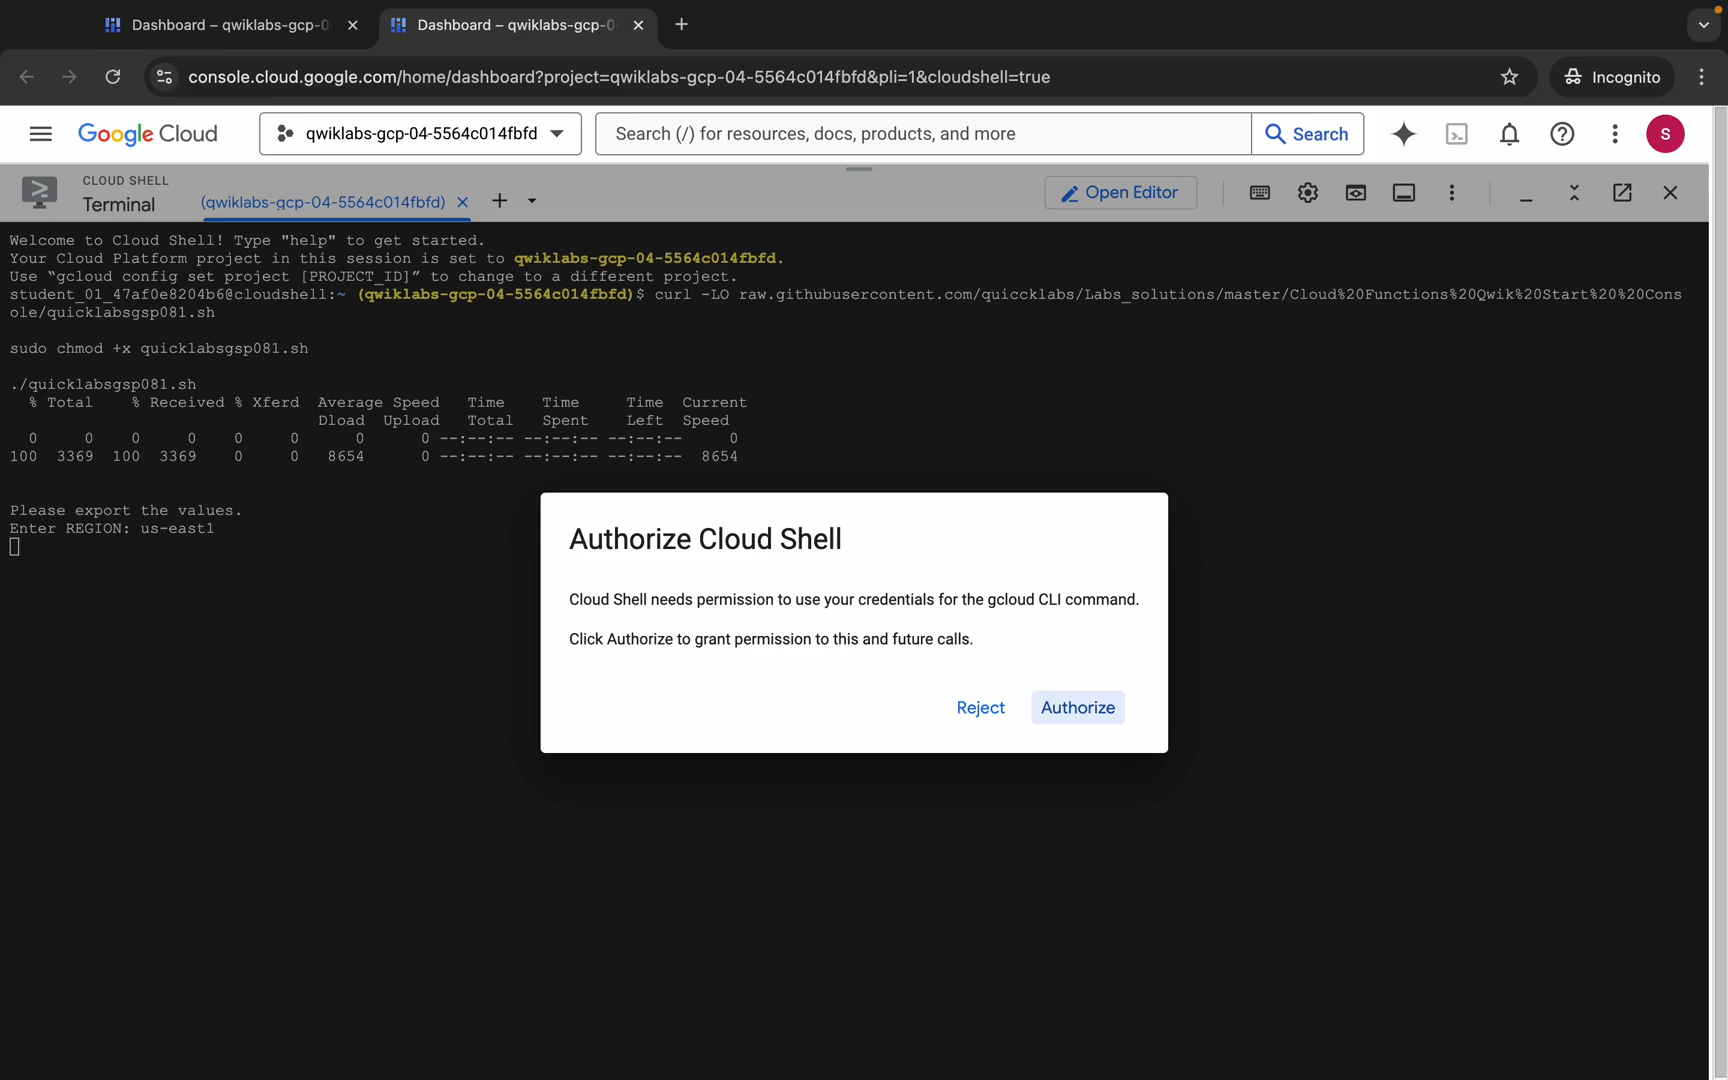 Dashboard – qwiklabs-gcp-0
Dashboard – qwiklabs-gcp-0
console.cloud.google.com/home/dashboard?project=qwiklabs-gcp-04-5564c014fbfd&pli=1&cloudshell=true
Incognito
Google Cloud
qwiklabs-gcp-04-5564c014fbfd
Search (/) for resources, docs, products, and more
Search
S
CLOUD SHELL
Terminal
(qwiklabs-gcp-04-5564c014fbfd)
Open Editor
Welcome to Cloud Shell! Type "help" to get started.
Your Cloud Platform project in this session is set to qwiklabs-gcp-04-5564c014fbfd.
Use “gcloud config set project [PROJECT_ID]” to change to a different project.
student_01_47af0e8204b6@cloudshell:~ (qwiklabs-gcp-04-5564c014fbfd)$ curl -LO raw.githubusercontent.com/quiccklabs/Labs_solutions/master/Cloud%20Functions%20Qwik%20Start%20%20Cons
ole/quicklabsgsp081.sh
sudo chmod +x quicklabsgsp081.sh
./quicklabsgsp081.sh
% Total % Received % Xferd Average Speed Time Time Time Current
Dload Upload Total Spent Left Speed
0 0 0 0 0 0 0 0 --:--:-- --:--:-- --:--:-- 0
100 3369 100 3369 0 0 8654 0 --:--:-- --:--:-- --:--:-- 8654
Please export the values.
Enter REGION: us-east1
Authorize Cloud Shell
Cloud Shell needs permission to use your credentials for the gcloud CLI command.
Click Authorize to grant permission to this and future calls.
Reject
Authorize